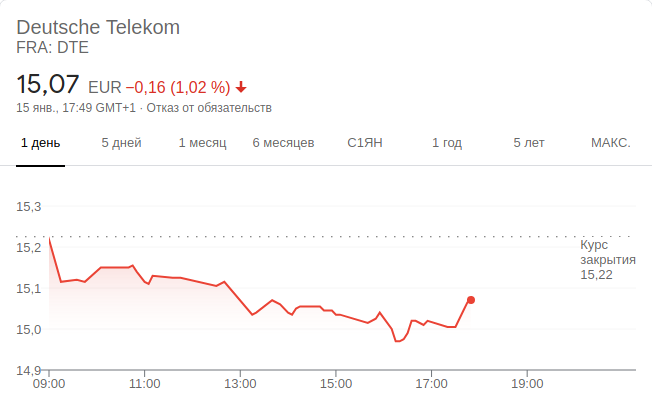 Deutsche Telekom
FRA: DTE
15,07 EUR −0,16 (1,02 %)
15 янв., 17:49 GMT+1 · Отказ от обязательств
1 день 5 дней 1 месяц 6 месяцев С1ЯН 1 год 5 лет МАКС.
15,3
15,2
15,1
15,0
14,9
Курс
закрытия
15,22
09:00 11:00 13:00 15:00 17:00 19:00